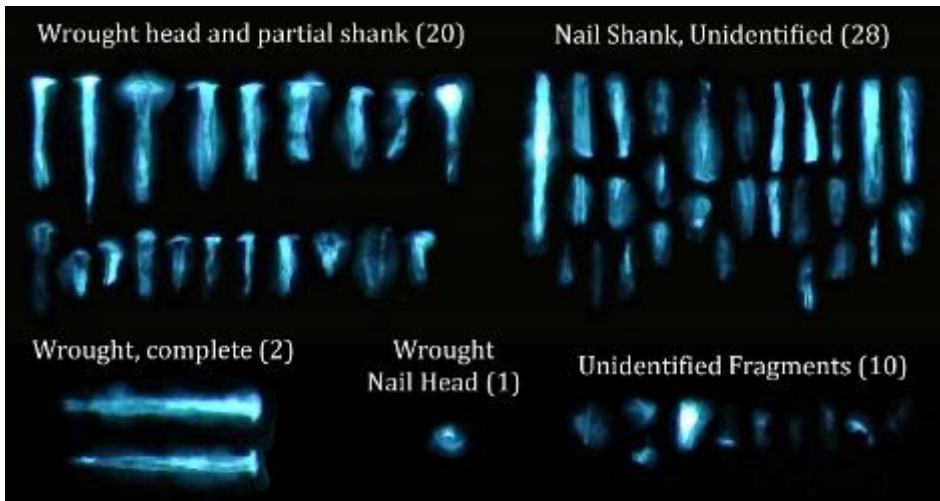 Wrought head and partial shank (20)
Nail Shank, Unidentified (28)
Wrought, complete (2)
Wrought
Nail Head (1)
Unidentified Fragments (10)